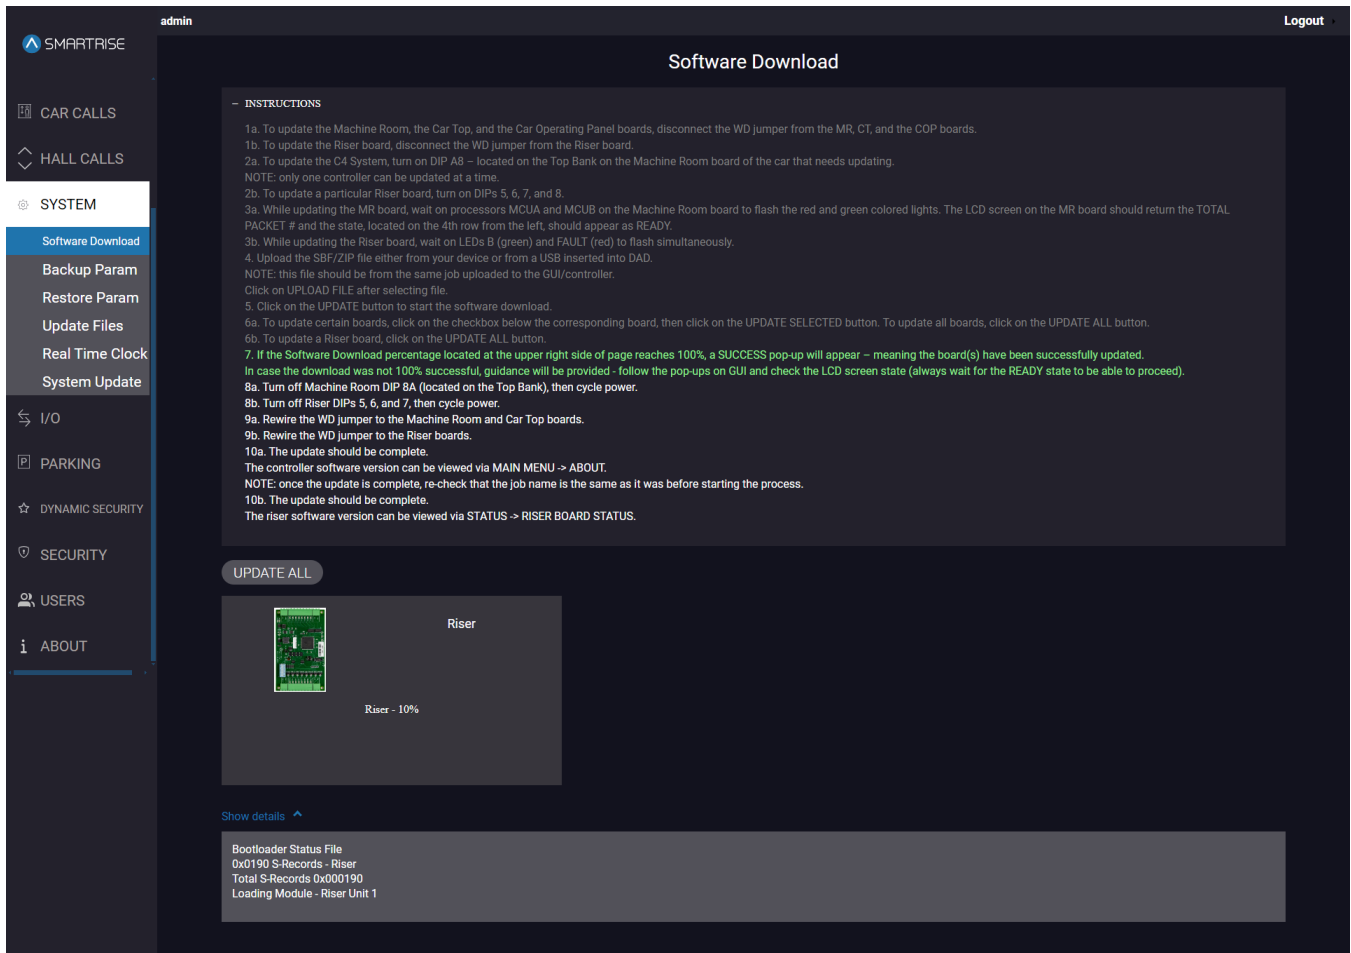 admin
Logout
SMARTRISE
Software Download
– INSTRUCTIONS
1a. To update the Machine Room, the Car Top, and the Car Operating Panel boards, disconnect the WD jumper from the MR, CT, and the COP boards.
1b. To update the Riser board, disconnect the WD jumper from the Riser board.
2a. To update the C4 System, turn on DIP A8 – located on the Top Bank on the Machine Room board of the car that needs updating.
NOTE: only one controller can be updated at a time.
2b. To update a particular Riser board, turn on DIPs 5, 6, 7, and 8.
3a. While updating the MR board, wait on processors MCUA and MCUB on the Machine Room board to flash the red and green colored lights. The LCD screen on the MR board should return the TOTAL
PACKET # and the state, located on the 4th row from the left, should appear as READY.
3b. While updating the Riser board, wait on LEDs B (green) and FAULT (red) to flash simultaneously.
4. Upload the SBF/ZIP file either from your device or from a USB inserted into DAD.
NOTE: this file should be from the same job uploaded to the GUI/controller.
Click on UPLOAD FILE after selecting file.
5. Click on the UPDATE button to start the software download.
6a. To update certain boards, click on the checkbox below the corresponding board, then click on the UPDATE SELECTED button. To update all boards, click on the UPDATE ALL button.
6b. To update a Riser board, click on the UPDATE ALL button.
7. If the Software Download percentage located at the upper right side of page reaches 100%, a SUCCESS pop-up will appear – meaning the board(s) have been successfully updated.
In case the download was not 100% successful, guidance will be provided - follow the pop-ups on GUI and check the LCD screen state (always wait for the READY state to be able to proceed).
8a. Turn off Machine Room DIP 8A (located on the Top Bank), then cycle power.
8b. Turn off Riser DIPs 5, 6, and 7, then cycle power.
9a. Rewire the WD jumper to the Machine Room and Car Top boards.
9b. Rewire the WD jumper to the Riser boards.
10a. The update should be complete.
The controller software version can be viewed via MAIN MENU -> ABOUT.
NOTE: once the update is complete, re-check that the job name is the same as it was before starting the process.
10b. The update should be complete.
The riser software version can be viewed via STATUS -> RISER BOARD STATUS.
CAR CALLS
HALL CALLS
SYSTEM
Software Download
Backup Param
Restore Param
Update Files
Real Time Clock
System Update
I/O
PARKING
DYNAMIC SECURITY
SECURITY
USERS
ABOUT
UPDATE ALL
Riser
Riser - 10%
Show details
Bootloader Status File
0x0190 S-Records - Riser
Total S-Records 0x000190
Loading Module - Riser Unit 1